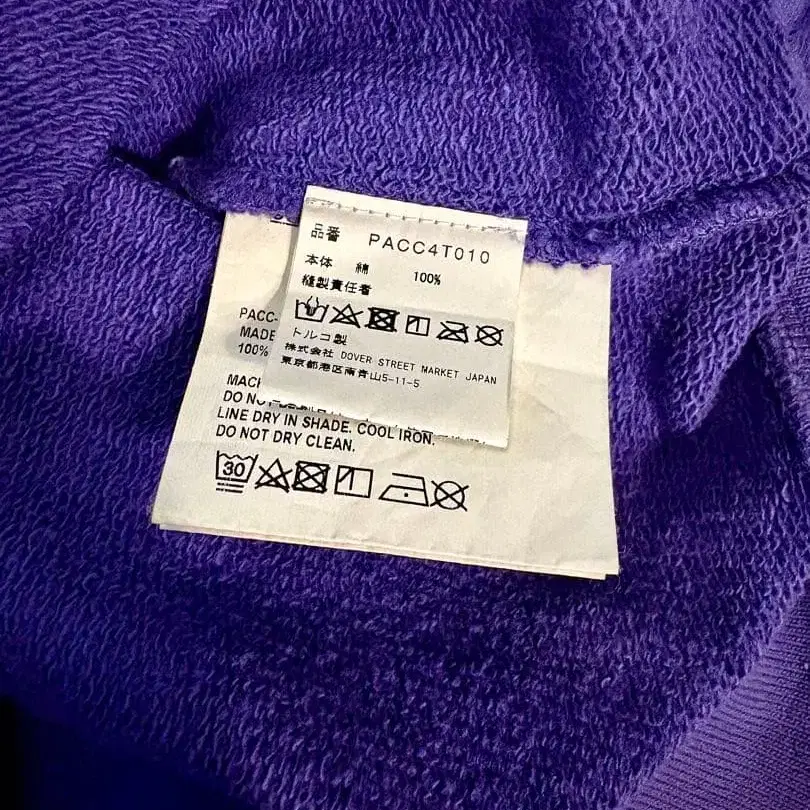 品番 PACC4T010
本体 綿 100%
縫製責任者
トルコ製
株式会社 DOVER STREET MARKET JAPAN
東京都港区南青山5-11-5
PACC-
MADE
100%
MACH
DO NOT
LINE DRY IN SHADE. COOL IRON.
DO NOT DRY CLEAN.
30